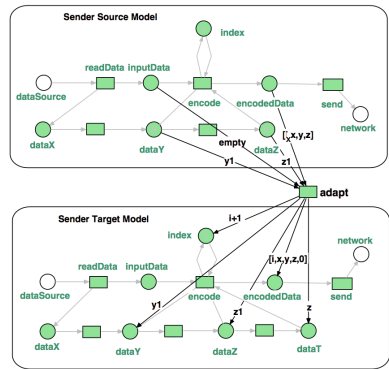 Sender Source Model
index
readData inputData
dataSource
encode
encodedData
send
network
[i,x,y,z]
empty
dataX
dataY
dataZ
y1
z1
adapt
Sender Target Model
i+1
index
network
[i,x,y,z,0]
readData
inputData
dataSource
encode
encodedData
send
y1
z1
z
dataX
dataY
dataZ
dataT